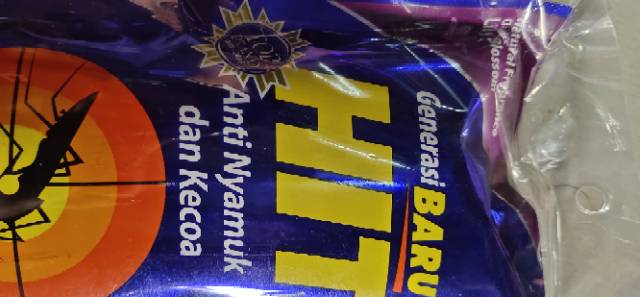 Generasi BARU
HIT
Anti Nyamuk
dan Kecoa